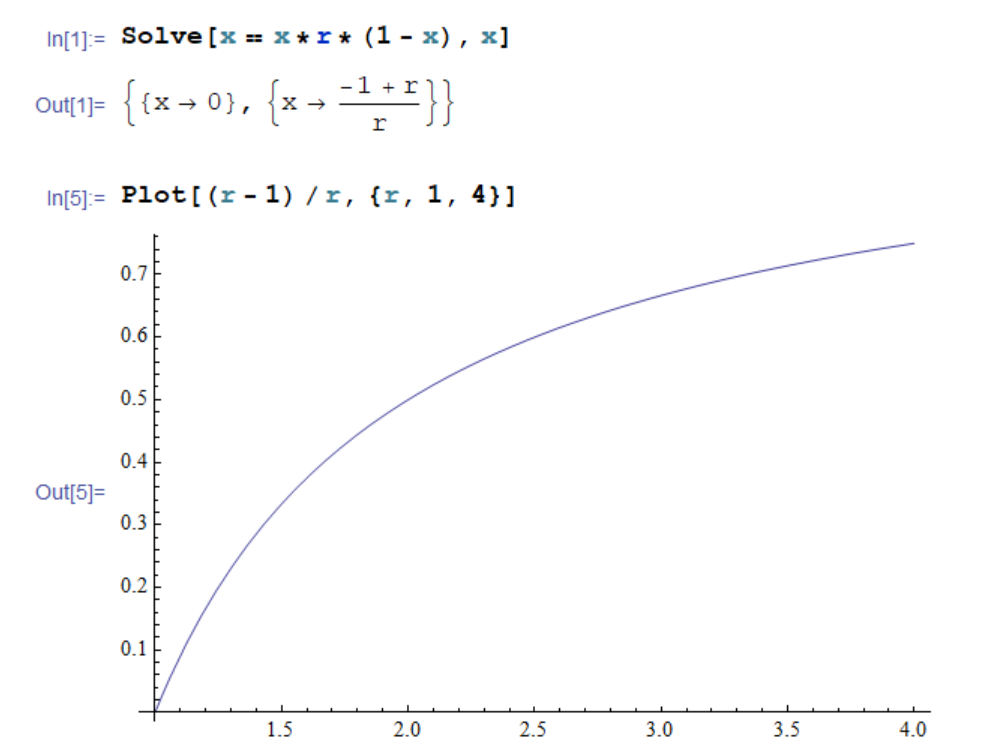 In[1]:= Solve[x == x * r * (1 - x), x]
Out[1]= {{x → 0}, {x → (-1 + r)/r}}
In[5]:= Plot[(r - 1) / r, {r, 1, 4}]
0.7
0.6
0.5
0.4
Out[5]=
0.3
0.2
0.1
1.5 2.0 2.5 3.0 3.5 4.0